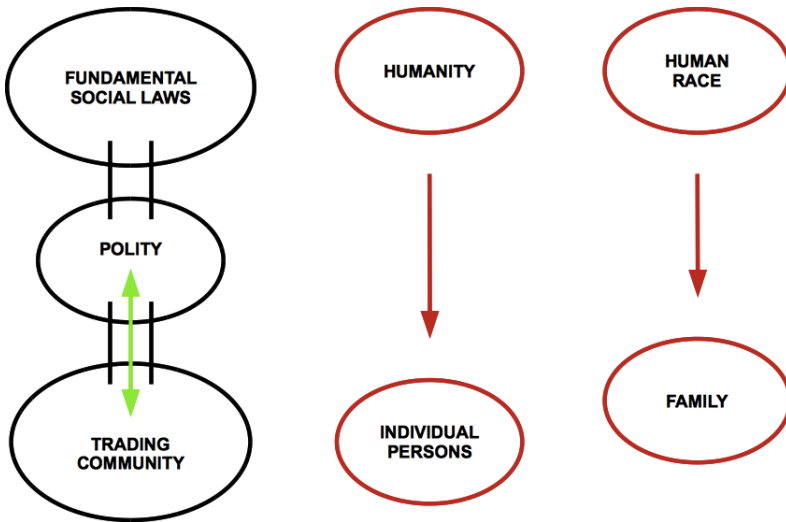 FUNDAMENTAL
SOCIAL LAWS
POLITY
TRADING
COMMUNITY
HUMANITY
INDIVIDUAL
PERSONS
HUMAN
RACE
FAMILY